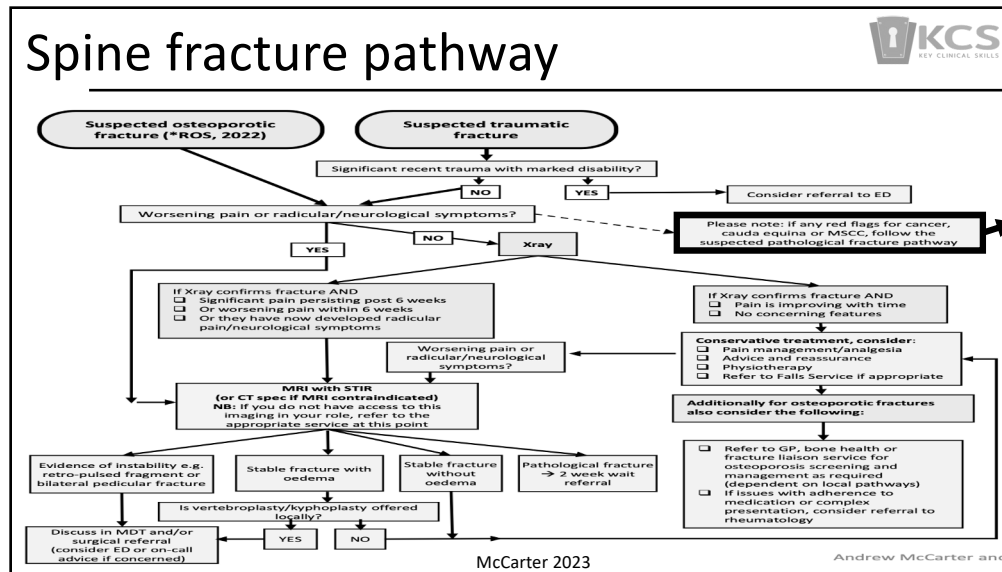 Spine fracture pathway
KCS
KEY CLINICAL SKILLS
Suspected osteoporotic
fracture (*ROS, 2022)
Suspected traumatic
fracture
Significant recent trauma with marked disability?
NO
YES
Consider referral to ED
Worsening pain or radicular/neurological symptoms?
Please note: if any red flags for cancer,
cauda equina or MSCC, follow the
suspected pathological fracture pathway
YES
NO
Xray
If Xray confirms fracture AND
❑ Significant pain persisting post 6 weeks
❑ Or worsening pain within 6 weeks
❑ Or they have now developed radicular
pain/neurological symptoms
If Xray confirms fracture AND
❑ Pain is improving with time
❑ No concerning features
Worsening pain or
radicular/neurological
symptoms?
Conservative treatment, consider:
❑ Pain management/analgesia
❑ Advice and reassurance
❑ Physiotherapy
❑ Refer to Falls Service if appropriate
MRI with STIR
(or CT spec if MRI contraindicated)
NB: if you do not have access to this
imaging in your role, refer to the
appropriate service at this point
Additionally for osteoporotic fractures
also consider the following:
❑ Refer to GP, bone health or
fracture liaison service for
osteoporosis screening and
management as required
(dependent on local pathways)
❑ If issues with adherence to
medication or complex
presentation, consider referral to
rheumatology
Evidence of instability e.g.
retro-pulsed fragment or
bilateral pedicular fracture
Stable fracture with
oedema
Stable fracture
without
oedema
Pathological fracture
→ 2 week wait
referral
Is vertebroplasty/kyphoplasty offered
locally?
YES
NO
Discuss in MDT and/or
surgical referral
(consider ED or on-call
advice if concerned)
McCarter 2023
Andrew McCarter and